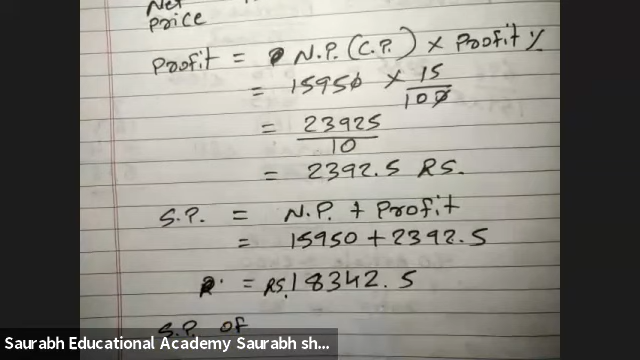 Net
Price
Profit = N.P. (C.P.) × Profit %
= 15950 × 15/100
= 23925/10
= 2392.5 RS.
S.P. = N.P. + Profit
= 15950 + 2392.5
= RS. 18342.5
S.P. of
Saurabh Educational Academy Saurabh sh...